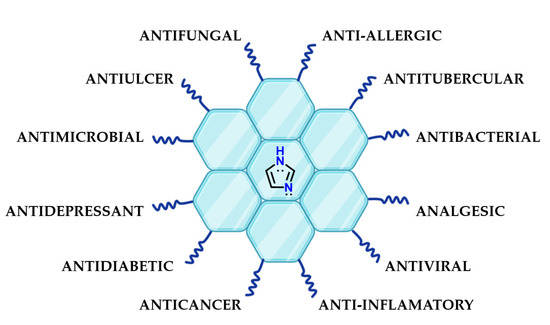 ANTIFUNGAL
ANTI-ALLERGIC
ANTIULCER
ANTITUBERCULAR
ANTIMICROBIAL
ANTIBACTERIAL
H
N
N
ANTIDEPRESSANT
ANALGESIC
ANTIDIABETIC
ANTIVIRAL
ANTICANCER
ANTI-INFLAMATORY